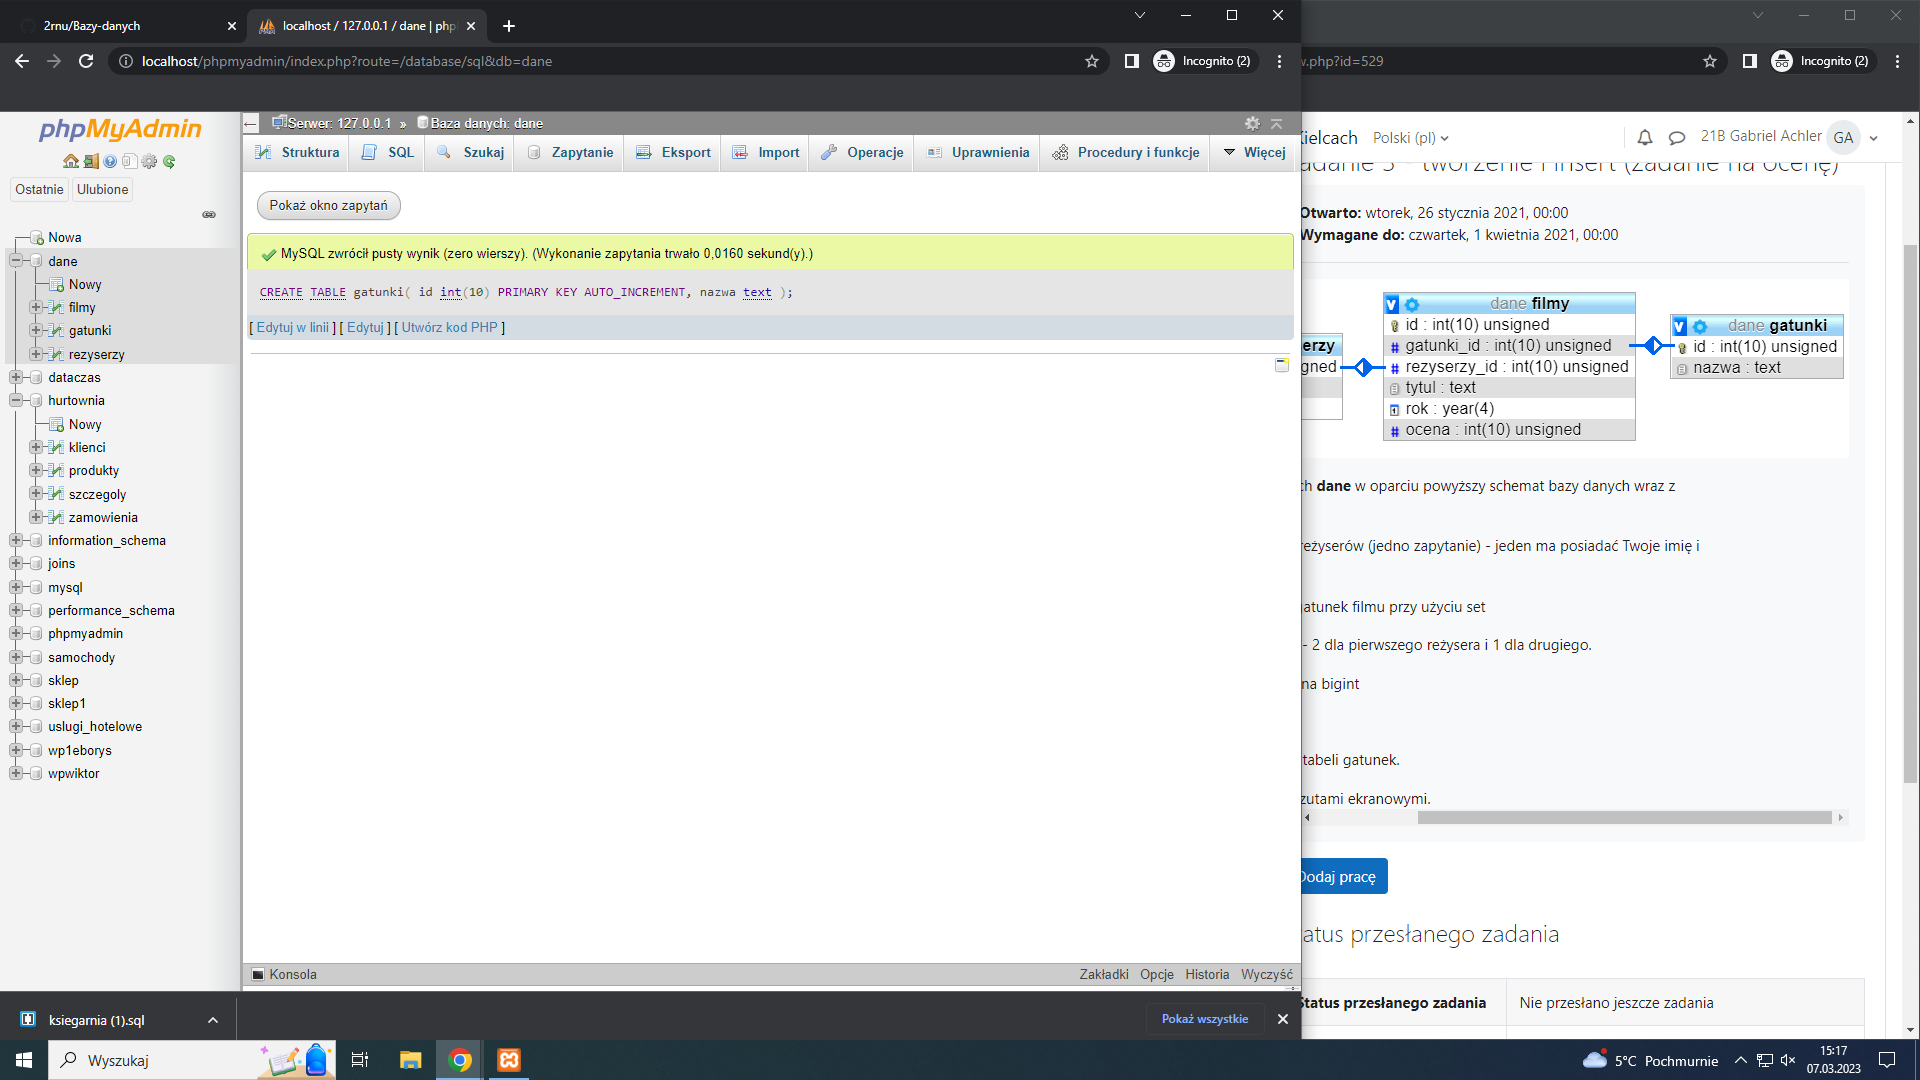 2rnu/Bazy-danych
localhost / 127.0.0.1 / dane | php
localhost/phpmyadmin/index.php?route=/database/sql&db=dane
Incognito (2)
w.php?id=529
Incognito (2)
phpMyAdmin
Ostatnie
Ulubione
Nowa
dane
Nowy
filmy
gatunki
rezyserzy
dataczas
hurtownia
Nowy
klienci
produkty
szczegoly
zamowienia
information_schema
joins
mysql
performance_schema
phpmyadmin
samochody
sklep
sklep1
uslugi_hotelowe
wp1eborys
wpwiktor
Serwer: 127.0.0.1 » Baza danych: dane
Struktura SQL Szukaj Zapytanie Eksport Import Operacje Uprawnienia Procedury i funkcje Więcej
Pokaż okno zapytań
MySQL zwrócił pusty wynik (zero wierszy). (Wykonanie zapytania trwało 0,0160 sekund(y).)
CREATE TABLE gatunki( id int(10) PRIMARY KEY AUTO_INCREMENT, nazwa text );
[ Edytuj w linii ] [ Edytuj ] [ Utwórz kod PHP ]
Konsola
Zakładki Opcje Historia Wyczyść
Kielcach Polski (pl)
21B Gabriel Achler GA
adanie 5 - tworzenie i insert (zadanie na ocenę)
Otwarto: wtorek, 26 stycznia 2021, 00:00
Wymagane do: czwartek, 1 kwietnia 2021, 00:00
erzy
gned
dane filmy
id : int(10) unsigned
gatunki_id : int(10) unsigned
rezyserzy_id : int(10) unsigned
tytul : text
rok : year(4)
ocena : int(10) unsigned
dane gatunki
id : int(10) unsigned
nazwa : text
ch dane w oparciu powyższy schemat bazy danych wraz z
reżyserów (jedno zapytanie) - jeden ma posiadać Twoje imię i
gatunek filmu przy użyciu set
- 2 dla pierwszego reżysera i 1 dla drugiego.
na bigint
tabeli gatunek.
zutami ekranowymi.
Dodaj pracę
atus przesłanego zadania
Status przesłanego zadania
Nie przesłano jeszcze zadania
ksiegarnia (1).sql
Pokaż wszystkie
Wyszukaj
5°C Pochmurnie
15:17
07.03.2023